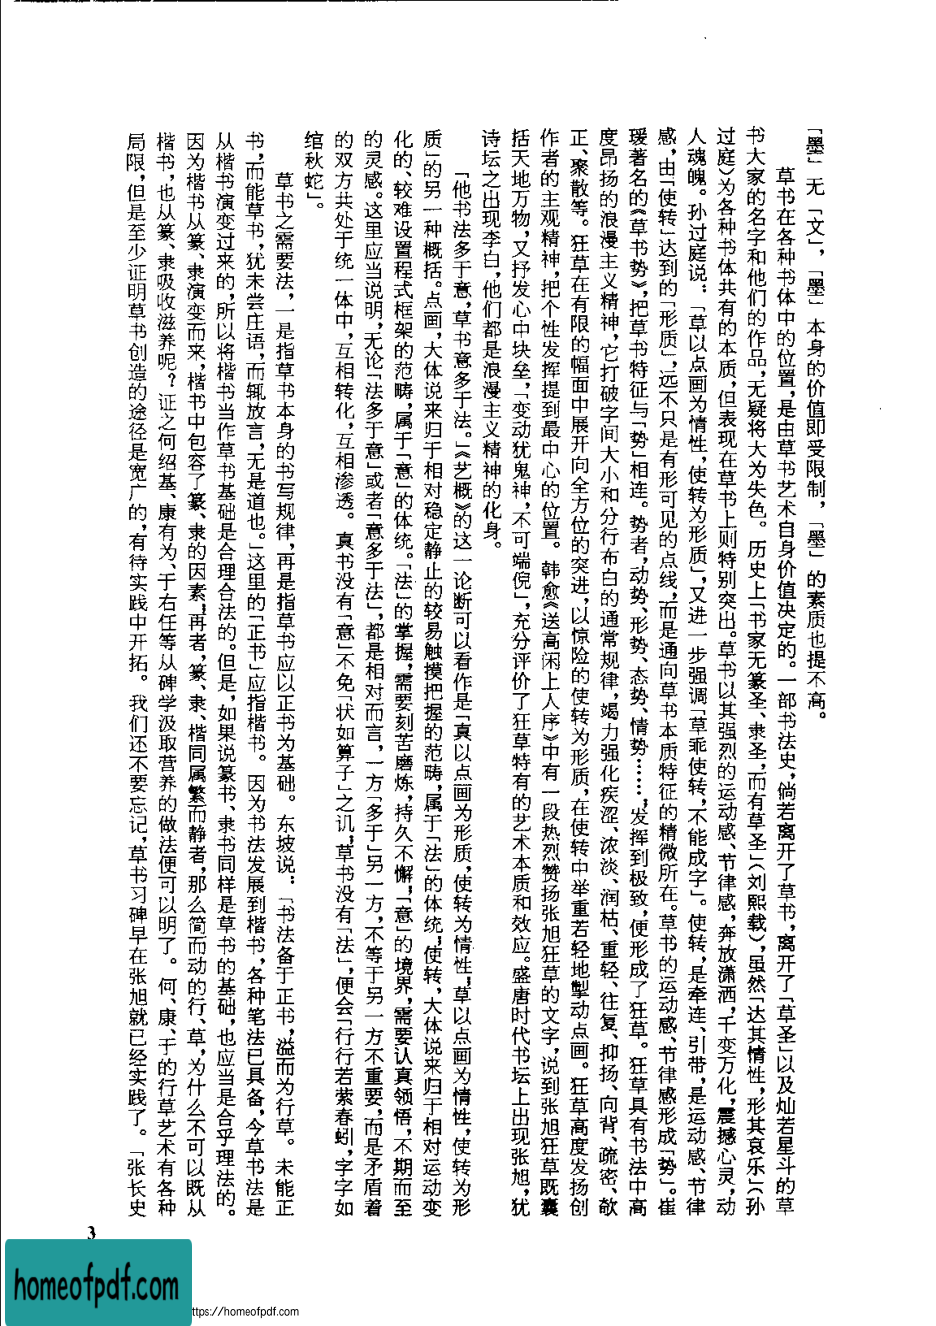 「墨」无「文」,「墨」本身的价值即受限制,「墨」的素质也提不高。
草书在各种书体中的位置,是由草书艺术自身价值决定的。一部书法史,倘若离开了草书,离开了「草圣」以及灿若星斗的草
书大家的名字和他们的作品,无疑将大为失色。历史上「书家无篆圣、隶圣,而有草圣」(刘熙载),虽然「达其情性,形其哀乐」(孙
过庭)为各种书体共有的本质,但表现在草书上则特别突出。草书以其强烈的运动感、节律感,奔放潇洒,千变万化,震撼心灵,动
人魂魄。孙过庭说:「草以点画为情性,使转为形质」,又进一步强调「草乖使转,不能成字」。使转,是牵连、引带,是运动感、节律
感,由「使转」达到的「形质」,远不只是有形可见的点线,而是通向草书本质特征的精微所在。草书的运动感、节律感形成「势」。崔
瑗著名的《草书势》,把草书特征与「势」相连。势者,动势、形势、态势、情势……,发挥到极致,便形成了狂草。狂草具有书法中高
度昂扬的浪漫主义精神,它打破字间大小和分行布白的通常规律,竭力强化疾涩、浓淡、润枯、重轻、往复、抑扬、向背、疏密、欹
正、聚散等。狂草在有限的幅面中展开向全方位的突进,以惊险的使转为形质,在使转中举重若轻地掣动点画。狂草高度发扬创
作者的主观精神,把个性发挥提到最中心的位置。韩愈《送高闲上人序》中有一段热烈赞扬张旭狂草的文字,说到张旭狂草既囊
括天地万物,又抒发心中块垒,「变动犹鬼神,不可端倪」,充分评价了狂草特有的艺术本质和效应。盛唐时代书坛上出现张旭,犹
诗坛之出现李白,他们都是浪漫主义精神的化身。
「他书法多于意,草书意多于法。」《艺概》的这一论断可以看作是「真以点画为形质,使转为情性;草以点画为情性,使转为形
质」的另一种概括。点画,大体说来归于相对稳定静止的较易触摸把握的范畴,属于「法」的体统;使转,大体说来归于相对运动变
化的、较难设置程式框架的范畴,属于「意」的体统。「法」的掌握,需要刻苦磨炼,持久不懈;「意」的境界,需要认真领悟,不期而至
的灵感。这里应当说明,无论「法多于意」或者「意多于法」,都是相对而言,一方「多于」另一方,不等于另一方不重要,而是矛盾着
的双方共处于统一体中,互相转化,互相渗透。真书没有「意」不免「状如算子」之讥,草书没有「法」,便会「行行若萦春蚓,字字如
绾秋蛇」。
草书之需要法,一是指草书本身的书写规律,再是指草书应以正书为基础。东坡说:「书法备于正书,溢而为行草。未能正
书,而能草书,犹未尝庄语,而辄放言,无是道也。」这里的「正书」应指楷书。因为书法发展到楷书,各种笔法已具备,今草书法是
从楷书演变过来的,所以将楷书当作草书基础是合理合法的。但是,如果说篆书、隶书同样是草书的基础,也应当是合乎理法的。
因为楷书从篆、隶演变而来,楷书中包容了篆、隶的因素;再者,篆、隶、楷同属繁而静者,那么简而动的行、草,为什么不可以既从
楷书,也从篆、隶吸收滋养呢?证之何绍基、康有为、于右任等从碑学汲取营养的做法便可以明了。何、康、于的行草艺术有各种
局限,但是至少证明草书创造的途径是宽广的,有待实践中开拓。我们还不要忘记,草书习碑早在张旭就已经实践了。「张长史
3
homeofpdf.com
https://homeofpdf.com